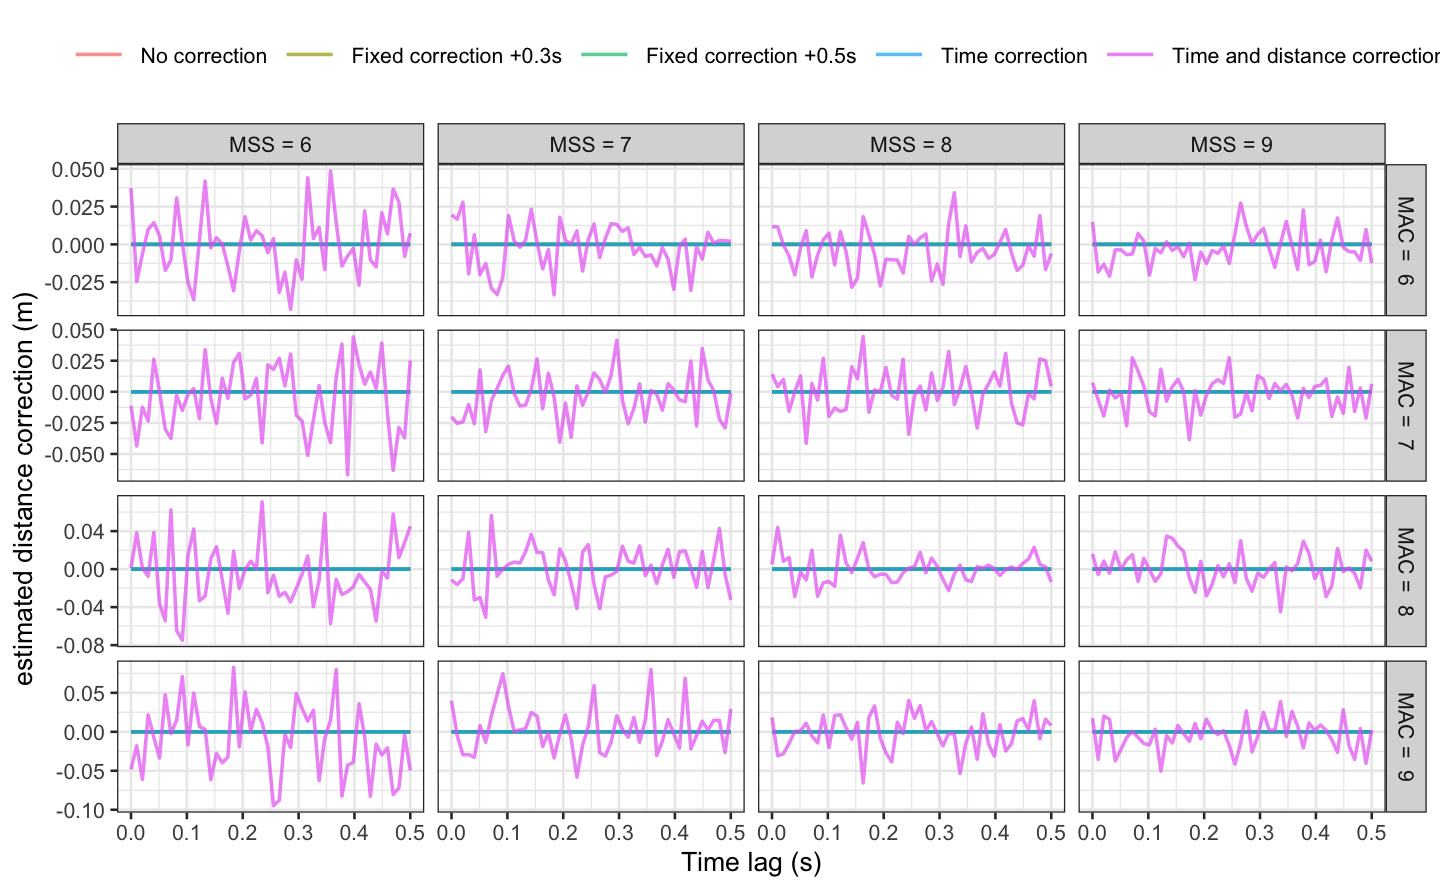 No correction Fixed correction +0.3s Fixed correction +0.5s Time correction Time and distance correction
MSS = 6 MSS = 7 MSS = 8 MSS = 9
0.050
0.025
0.000
-0.025
MAC = 6
0.050
0.025
0.000
-0.025
-0.050
MAC = 7
0.04
0.00
-0.04
-0.08
MAC = 8
0.05
0.00
-0.05
-0.10
MAC = 9
0.0 0.1 0.2 0.3 0.4 0.5 0.0 0.1 0.2 0.3 0.4 0.5 0.0 0.1 0.2 0.3 0.4 0.5 0.0 0.1 0.2 0.3 0.4 0.5
Time lag (s)
estimated distance correction (m)